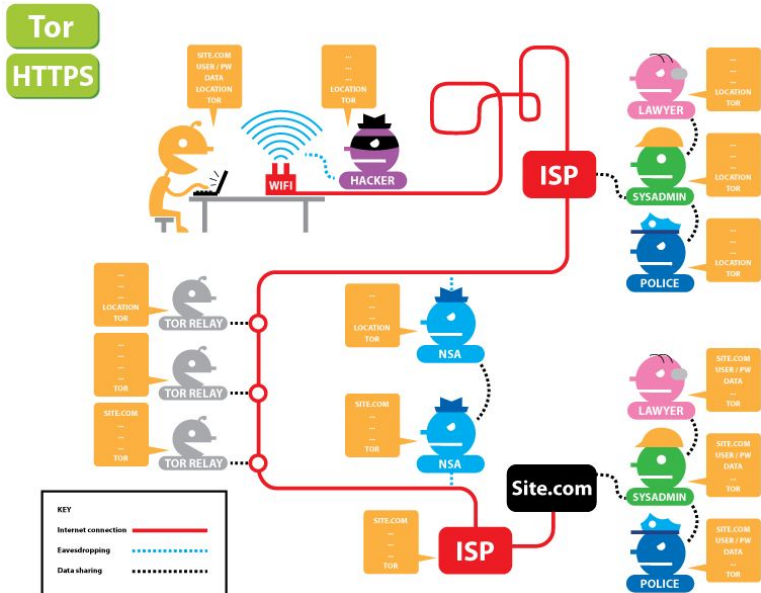 Tor
HTTPS
SITE.COM
USER / PW
DATA
LOCATION
TOR
...
...
...
LOCATION
TOR
WIFI
HACKER
ISP
...
...
...
LOCATION
TOR
LAWYER
...
...
...
LOCATION
TOR
SYSADMIN
...
...
...
LOCATION
TOR
POLICE
...
...
...
LOCATION
TOR
TOR RELAY
...
...
...
...
TOR
TOR RELAY
SITE.COM
...
...
...
TOR
TOR RELAY
...
...
...
LOCATION
TOR
NSA
SITE.COM
...
...
...
TOR
NSA
SITE.COM
USER / PW
DATA
...
TOR
LAWYER
SITE.COM
USER / PW
DATA
...
TOR
SYSADMIN
SITE.COM
USER / PW
DATA
...
TOR
POLICE
Site.com
SITE.COM
...
...
TOR
ISP
KEY
Internet connection
Eavesdropping
Data sharing